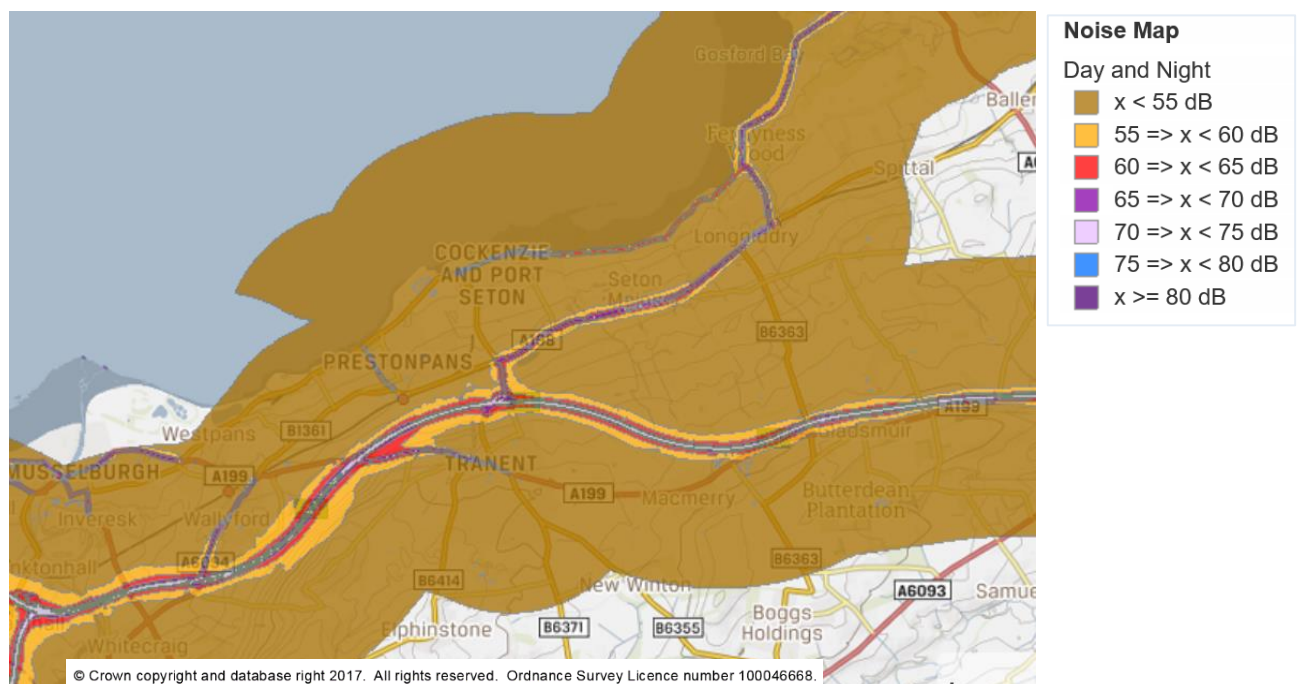 Gosford Bay
Noise Map
Day and Night
x < 55 dB
55 => x < 60 dB
60 => x < 65 dB
65 => x < 70 dB
70 => x < 75 dB
75 => x < 80 dB
x >= 80 dB
Baller
Wood
Spittal
Longniddry
COCKENZIE
AND PORT
SETON
Seton
A198
B6363
PRESTONPANS
A199
Gladsmuir
Westpans
B1361
MUSSELBURGH
A199
TRANENT
A199
Macmerry
Butterdean
Plantation
Inveresk
Wallyford
nktonhall
A6094
B6363
B6414
New Winton
A6093
Samue
Elphinstone
B6371
B6355
Boggs
Holdings
Whitecraig
© Crown copyright and database right 2017. All rights reserved. Ordnance Survey Licence number 100046668.